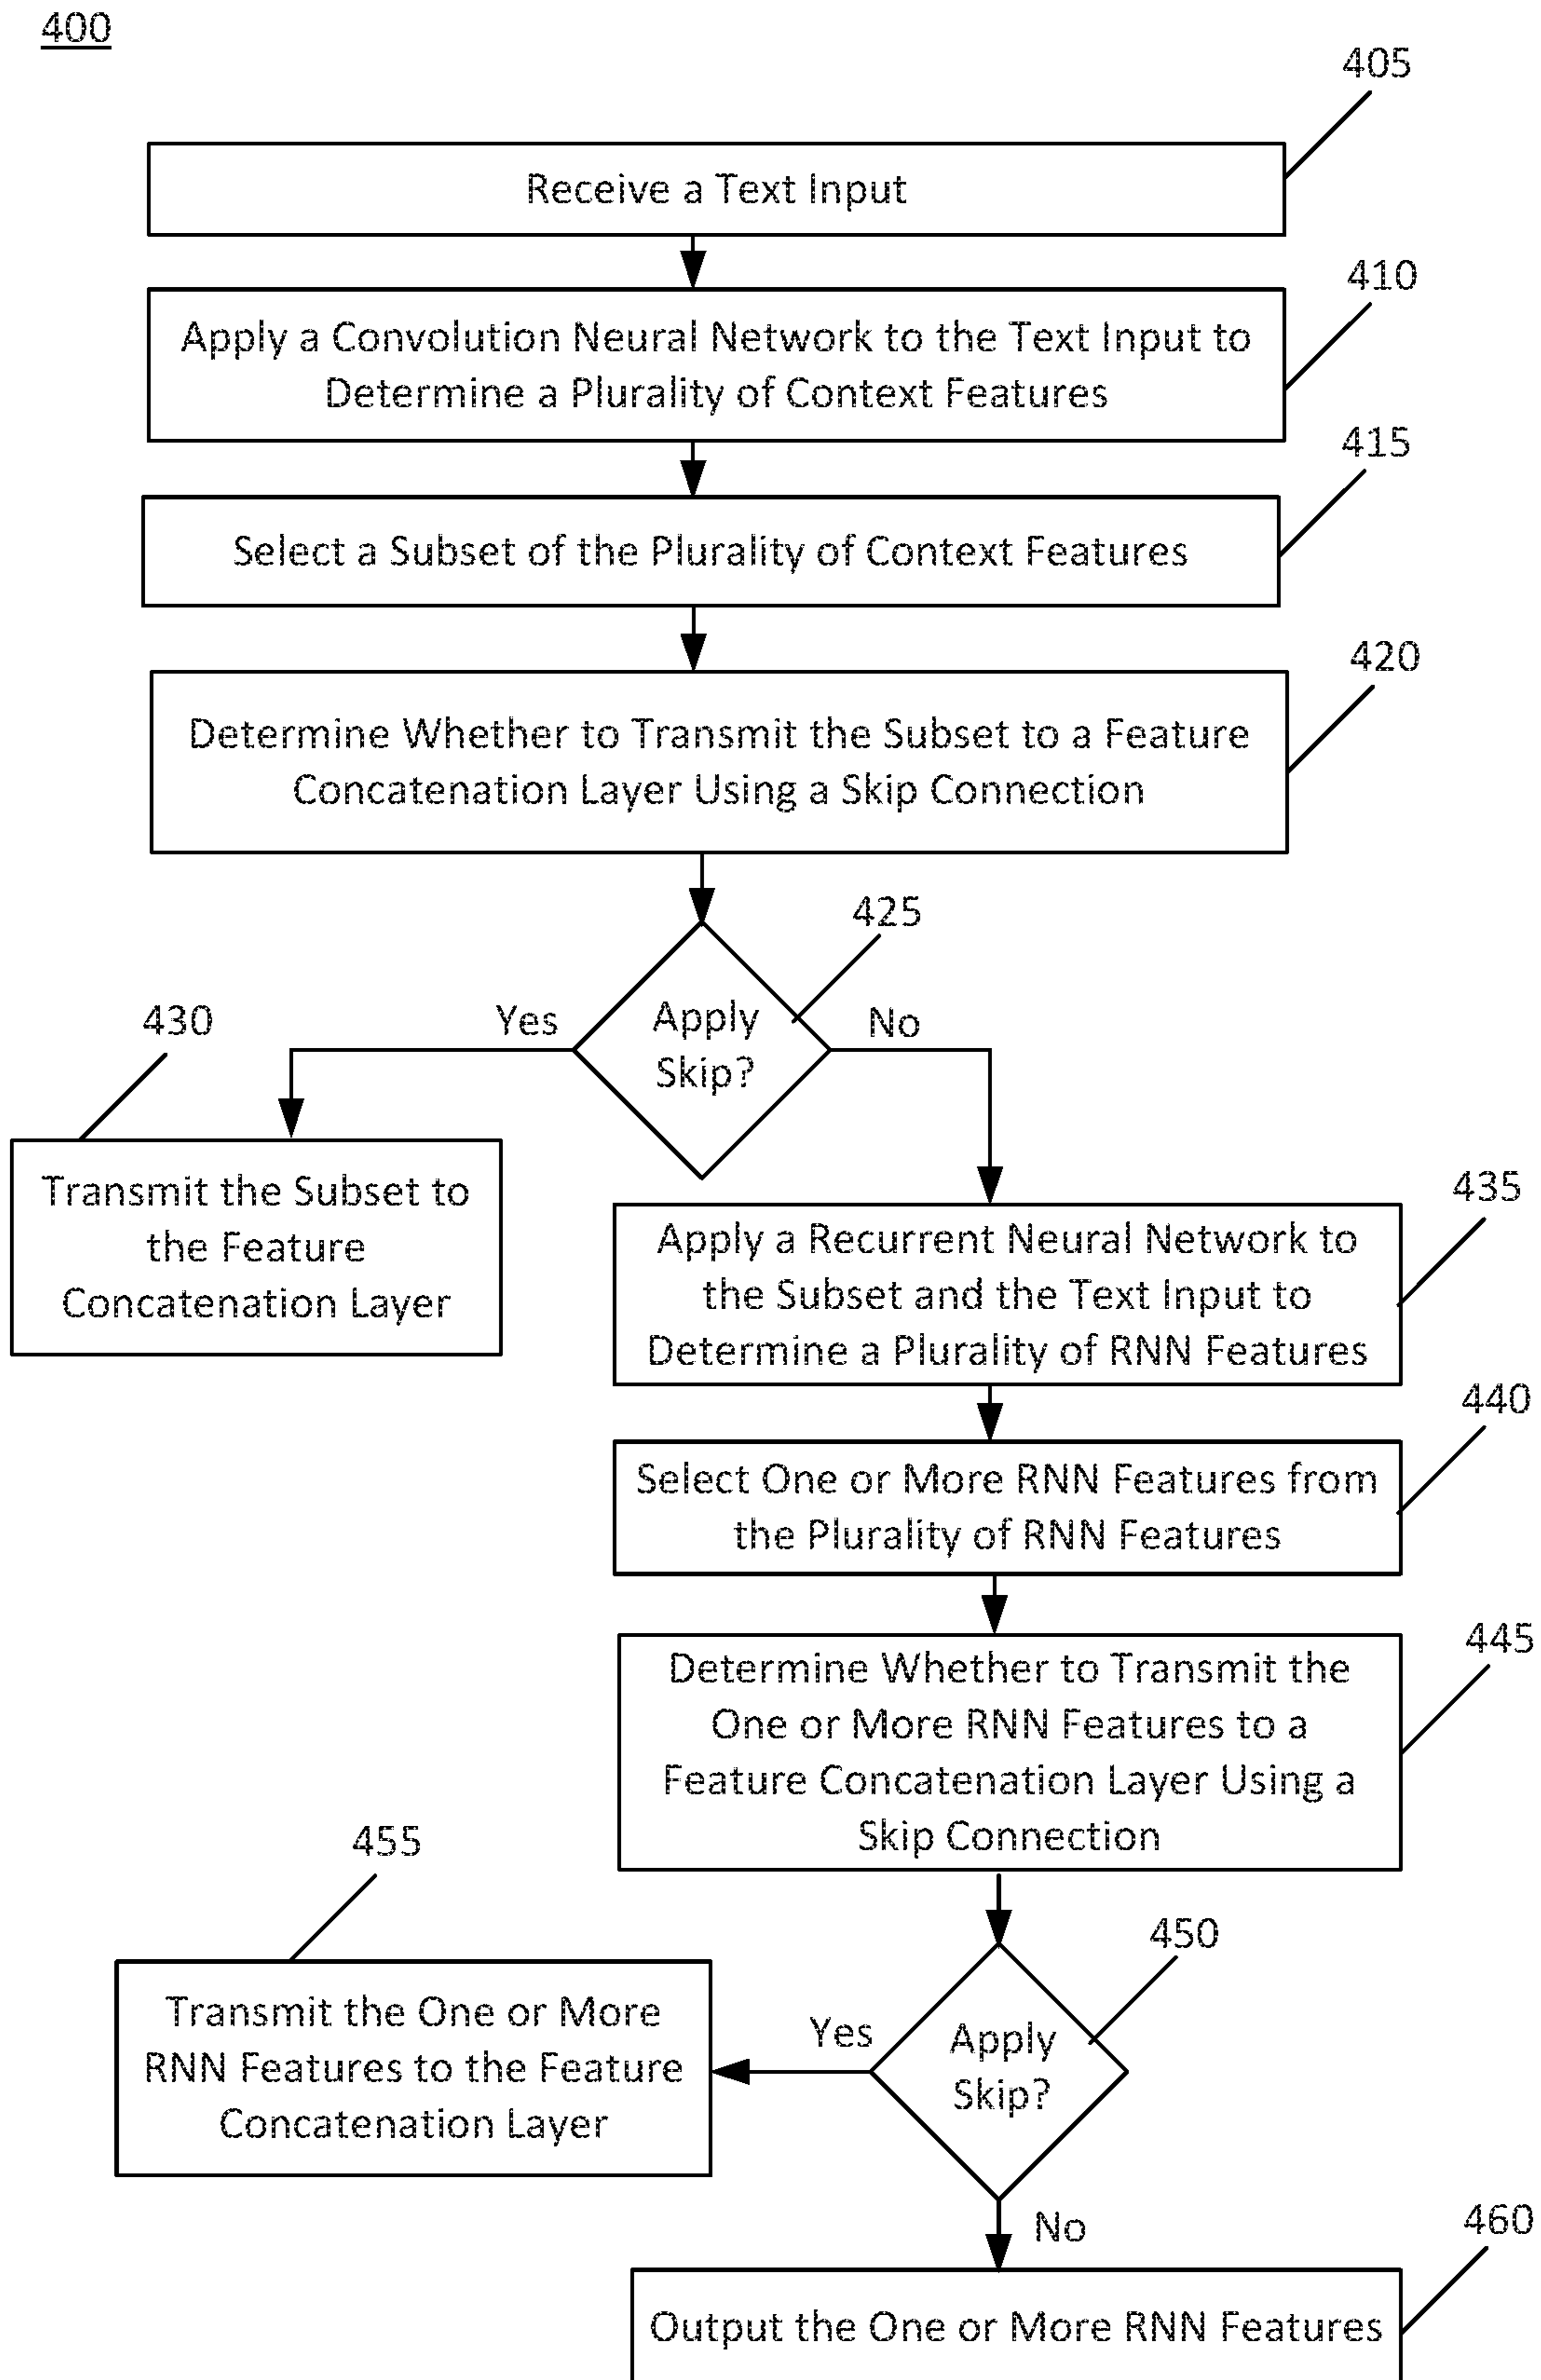 400
405
Receive a Text Input
410
Apply a Convolution Neural Network to the Text Input to
Determine a Plurality of Context Features
415
Select a Subset of the Plurality of Context Features
420
Determine Whether to Transmit the Subset to a Feature
Concatenation Layer Using a Skip Connection
425
Apply
Skip?
Yes
No
430
Transmit the Subset to
the Feature
Concatenation Layer
435
Apply a Recurrent Neural Network to
the Subset and the Text Input to
Determine a Plurality of RNN Features
440
Select One or More RNN Features from
the Plurality of RNN Features
445
Determine Whether to Transmit the
One or More RNN Features to a
Feature Concatenation Layer Using a
Skip Connection
450
Apply
Skip?
Yes
No
455
Transmit the One or More
RNN Features to the Feature
Concatenation Layer
460
Output the One or More RNN Features